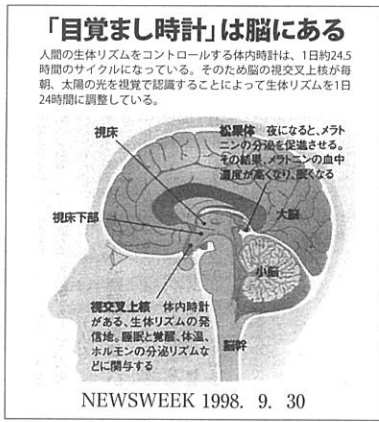 「目覚まし時計」は脳にある
人間の生体リズムをコントロールする体内時計は、1日約24.5
時間のサイクルになっている。そのため脳の視交叉上核が毎
朝、太陽の光を視覚で認識することによって生体リズムを1日
24時間に調整している。
視床
松果体　夜になると、メラト
ニンの分泌を促進させる。
その結果、メラトニンの血中
濃度が高くなり、眠くなる
視床下部
大脳
小脳
視交叉上核　体内時計
がある、生体リズムの発
信地。睡眠と覚醒、体温、
ホルモンの分泌リズムな
どに関与する
脳幹
NEWSWEEK 1998. 9. 30